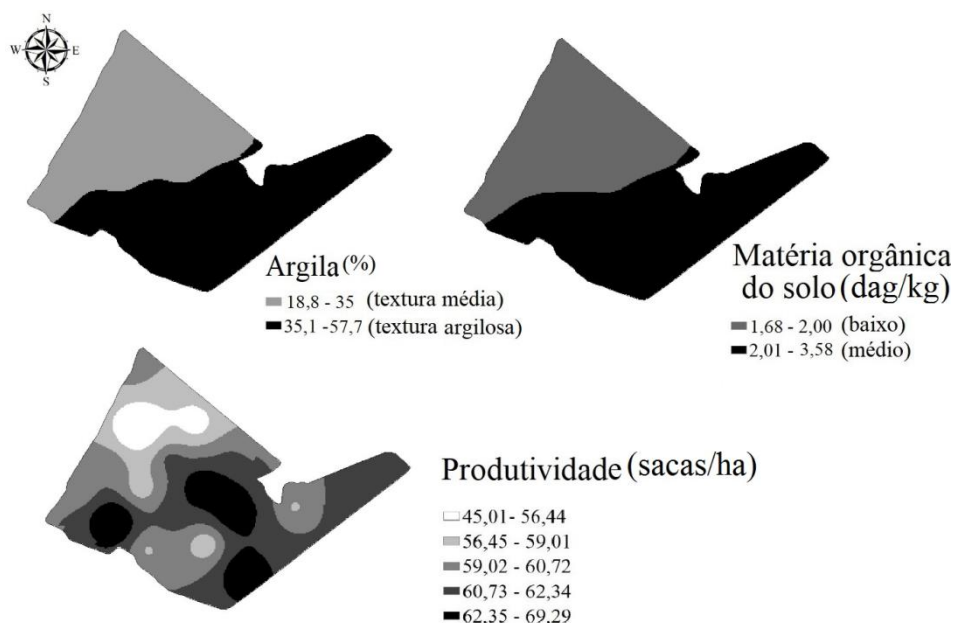 N
W E
S
Argila (%)
18,8 - 35 (textura média)
35,1 -57,7 (textura argilosa)
Matéria orgânica
do solo (dag/kg)
1,68 - 2,00 (baixo)
2,01 - 3,58 (médio)
Produtividade (sacas/ha)
45,01- 56,44
56,45 - 59,01
59,02 - 60,72
60,73 - 62,34
62,35 - 69,29